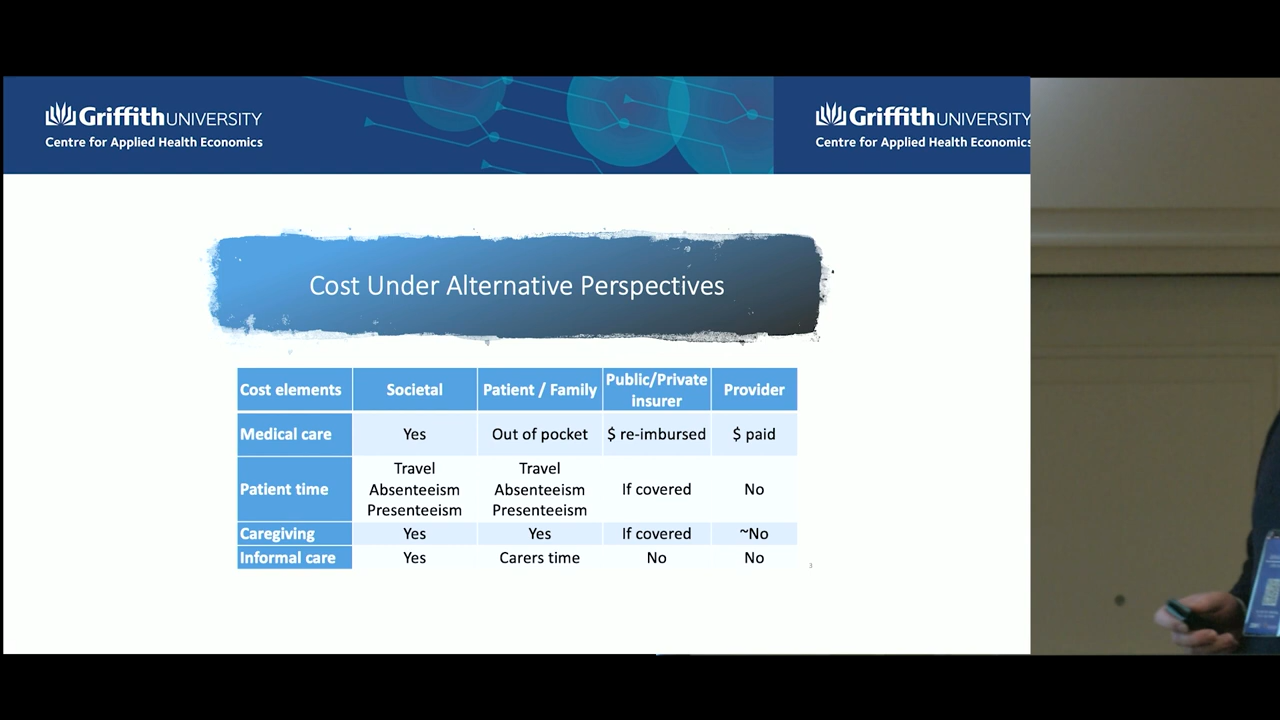 Griffith UNIVERSITY
Centre for Applied Health Economics
Griffith UNIVERSITY
Centre for Applied Health Economics
Cost Under Alternative Perspectives
Cost elements Societal Patient / Family Public/Private insurer Provider
Medical care Yes Out of pocket $ re-imbursed $ paid
Patient time Travel Absenteeism Presenteeism Travel Absenteeism Presenteeism If covered No
Caregiving Yes Yes If covered ~No
Informal care Yes Carers time No No
3